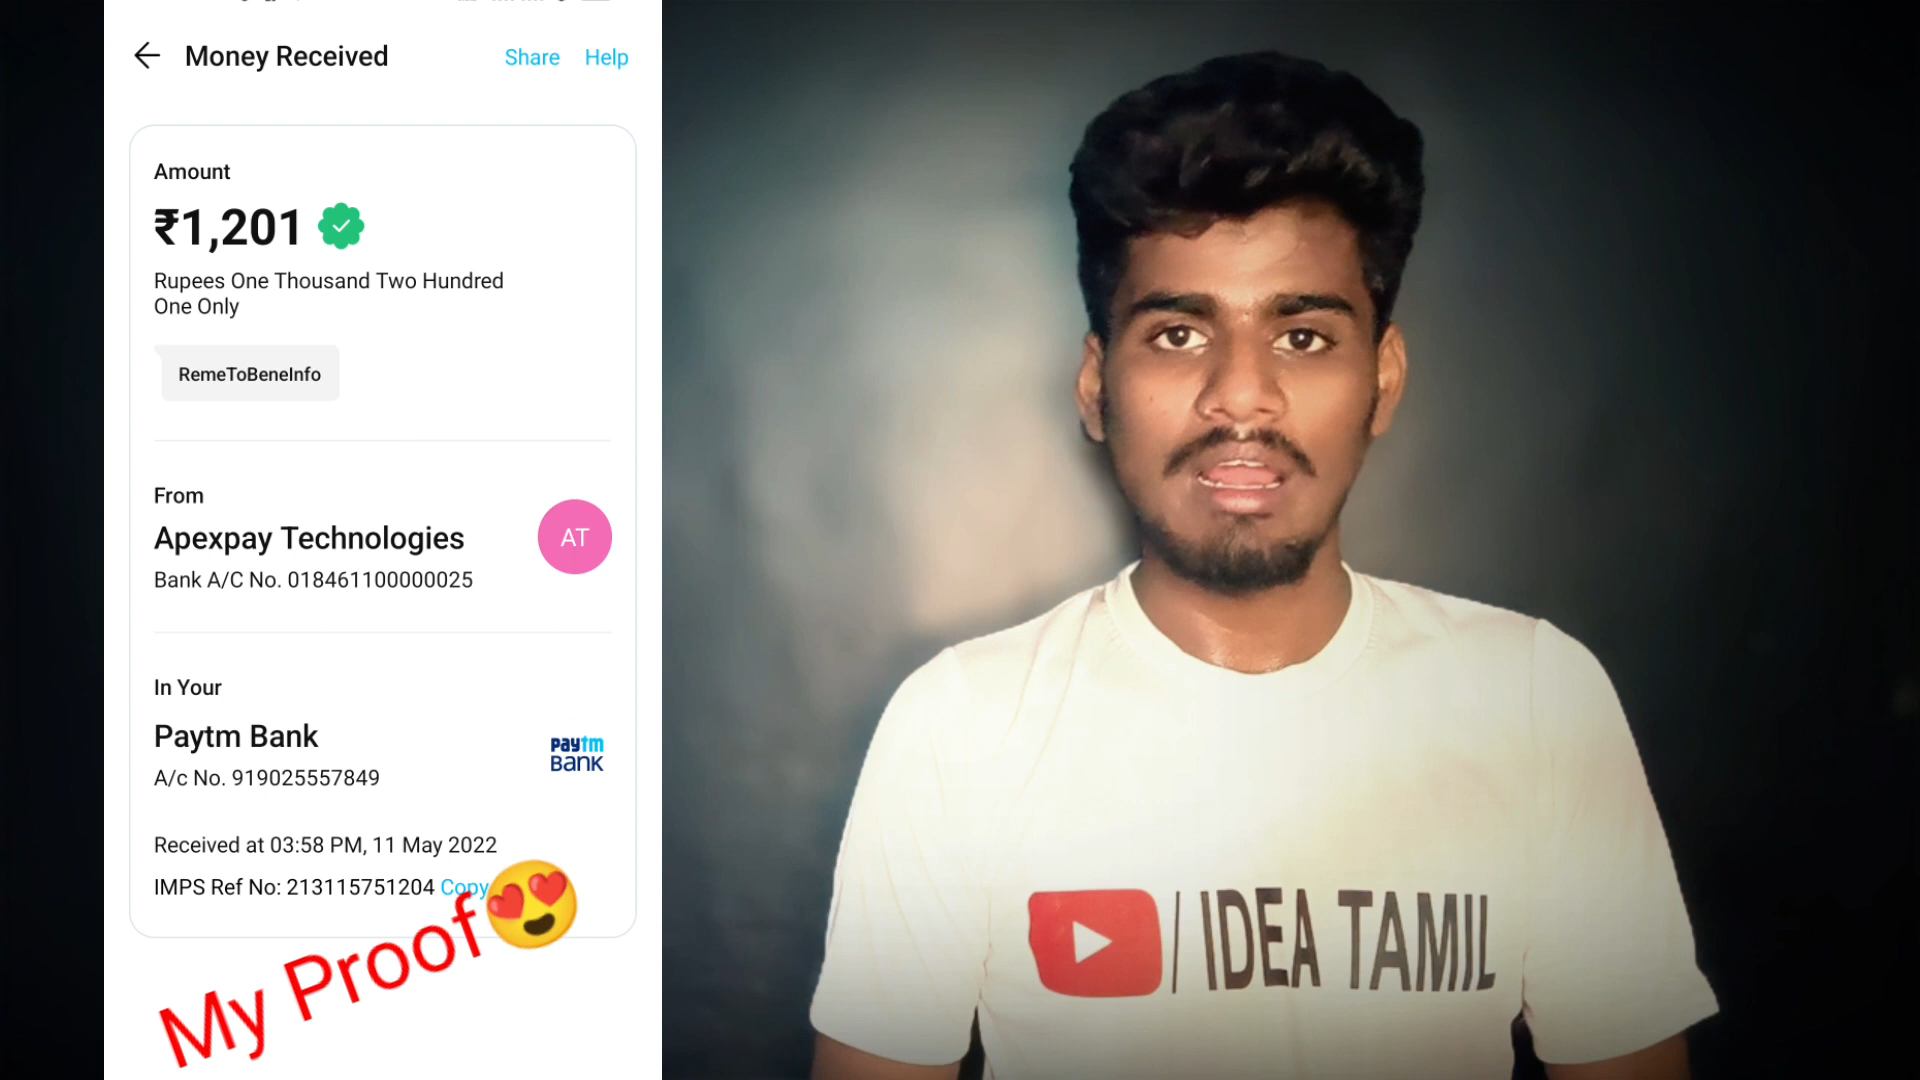 Money Received
Share
Help
Amount
₹1,201
Rupees One Thousand Two Hundred
One Only
RemeToBeneInfo
From
Apexpay Technologies
AT
Bank A/C No. 018461100000025
In Your
Paytm Bank
paytm
BANK
A/c No. 919025557849
Received at 03:58 PM, 11 May 2022
IMPS Ref No: 213115751204 Copy
My Proof
/ IDEA TAMIL